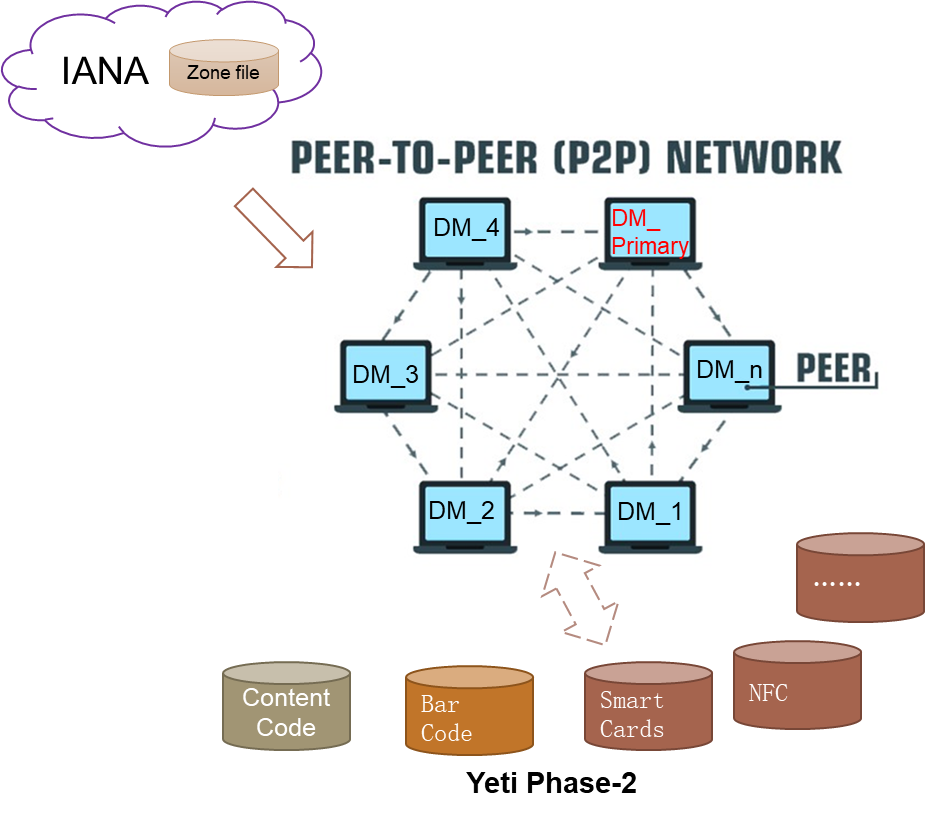 IANA
Zone file
PEER-TO-PEER (P2P) NETWORK
DM_4
DM_
Primary
DM_3
DM_n
PEER
DM_2
DM_1
......
Content
Code
Bar
Code
Smart
Cards
NFC
Yeti Phase-2